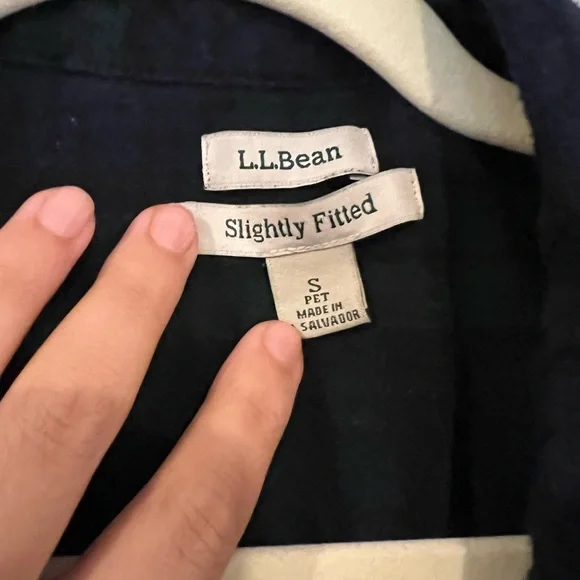 L.L.Bean
Slightly Fitted
S
PET
MADE IN
SALVADOR